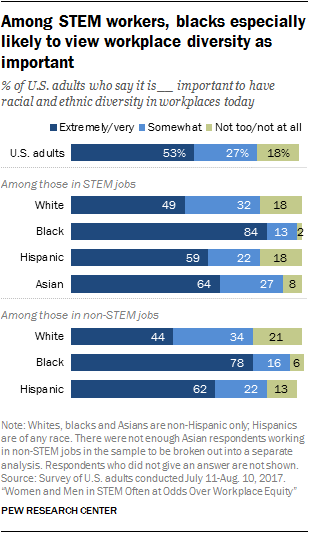 Among STEM workers, blacks especially
likely to view workplace diversity as
important
% of U.S. adults who say it is__ important to have
racial and ethnic diversity in workplaces today
Extremely/very Somewhat Not too/not at all
U.S. adults 53% 27% 18%
Among those in STEM jobs
White 49 32 18
Black 84 13 2
Hispanic 59 22 18
Asian 64 27 8
Among those in non-STEM jobs
White 44 34 21
Black 78 16 6
Hispanic 62 22 13
Note: Whites, blacks and Asians are non-Hispanic only; Hispanics
are of any race. There were not enough Asian respondents working
in non-STEM jobs in the sample to be broken out into a separate
analysis. Respondents who did not give an answer are not shown.
Source: Survey of U.S. adults conducted July 11-Aug. 10, 2017.
“Women and Men in STEM Often at Odds Over Workplace Equity”
PEW RESEARCH CENTER